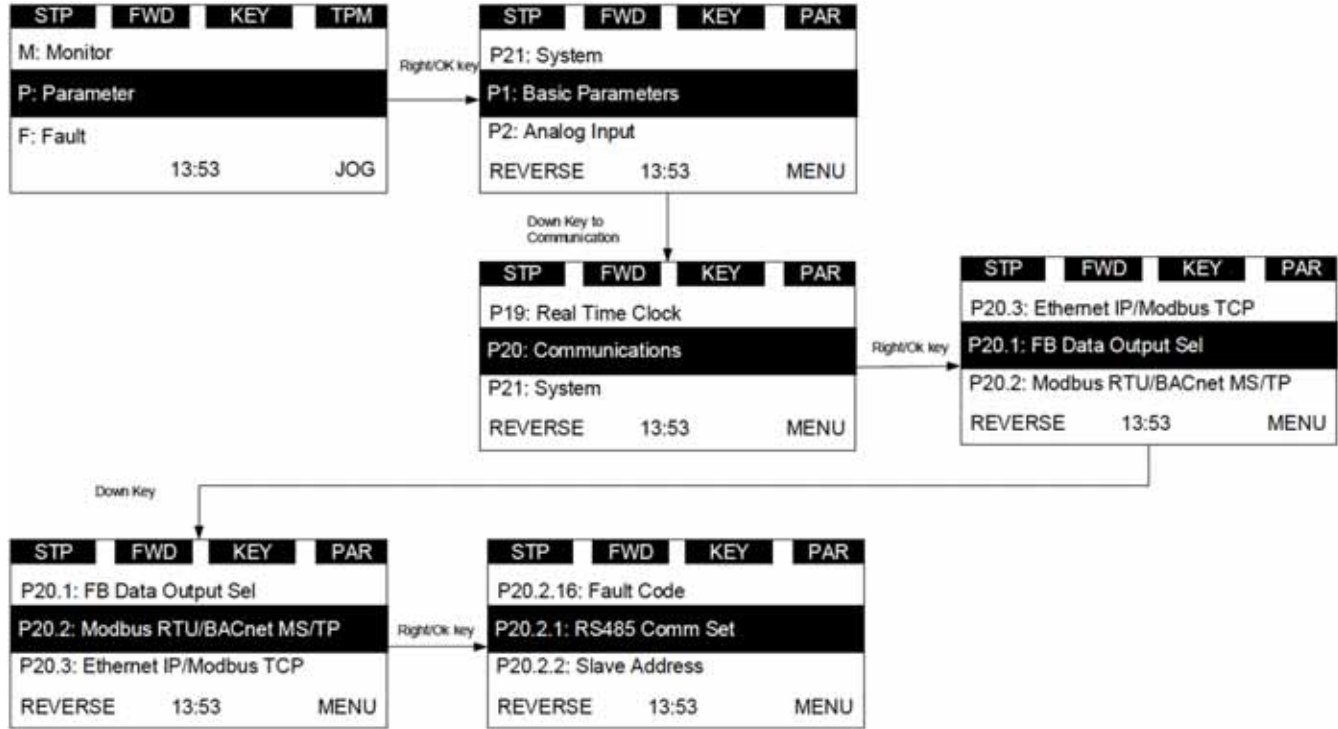 STP FWD KEY TPM
M: Monitor
P: Parameter
F: Fault
13:53 JOG
Right/OK key
STP FWD KEY PAR
P21: System
P1: Basic Parameters
P2: Analog Input
REVERSE 13:53 MENU
Down Key to
Communication
STP FWD KEY PAR
P19: Real Time Clock
P20: Communications
P21: System
REVERSE 13:53 MENU
Right/Ok key
STP FWD KEY PAR
P20.3: Ethernet IP/Modbus TCP
P20.1: FB Data Output Sel
P20.2: Modbus RTU/BACnet MS/TP
REVERSE 13:53 MENU
Down Key
STP FWD KEY PAR
P20.1: FB Data Output Sel
P20.2: Modbus RTU/BACnet MS/TP
P20.3: Ethernet IP/Modbus TCP
REVERSE 13:53 MENU
Right/Ok key
STP FWD KEY PAR
P20.2.16: Fault Code
P20.2.1: RS485 Comm Set
P20.2.2: Slave Address
REVERSE 13:53 MENU